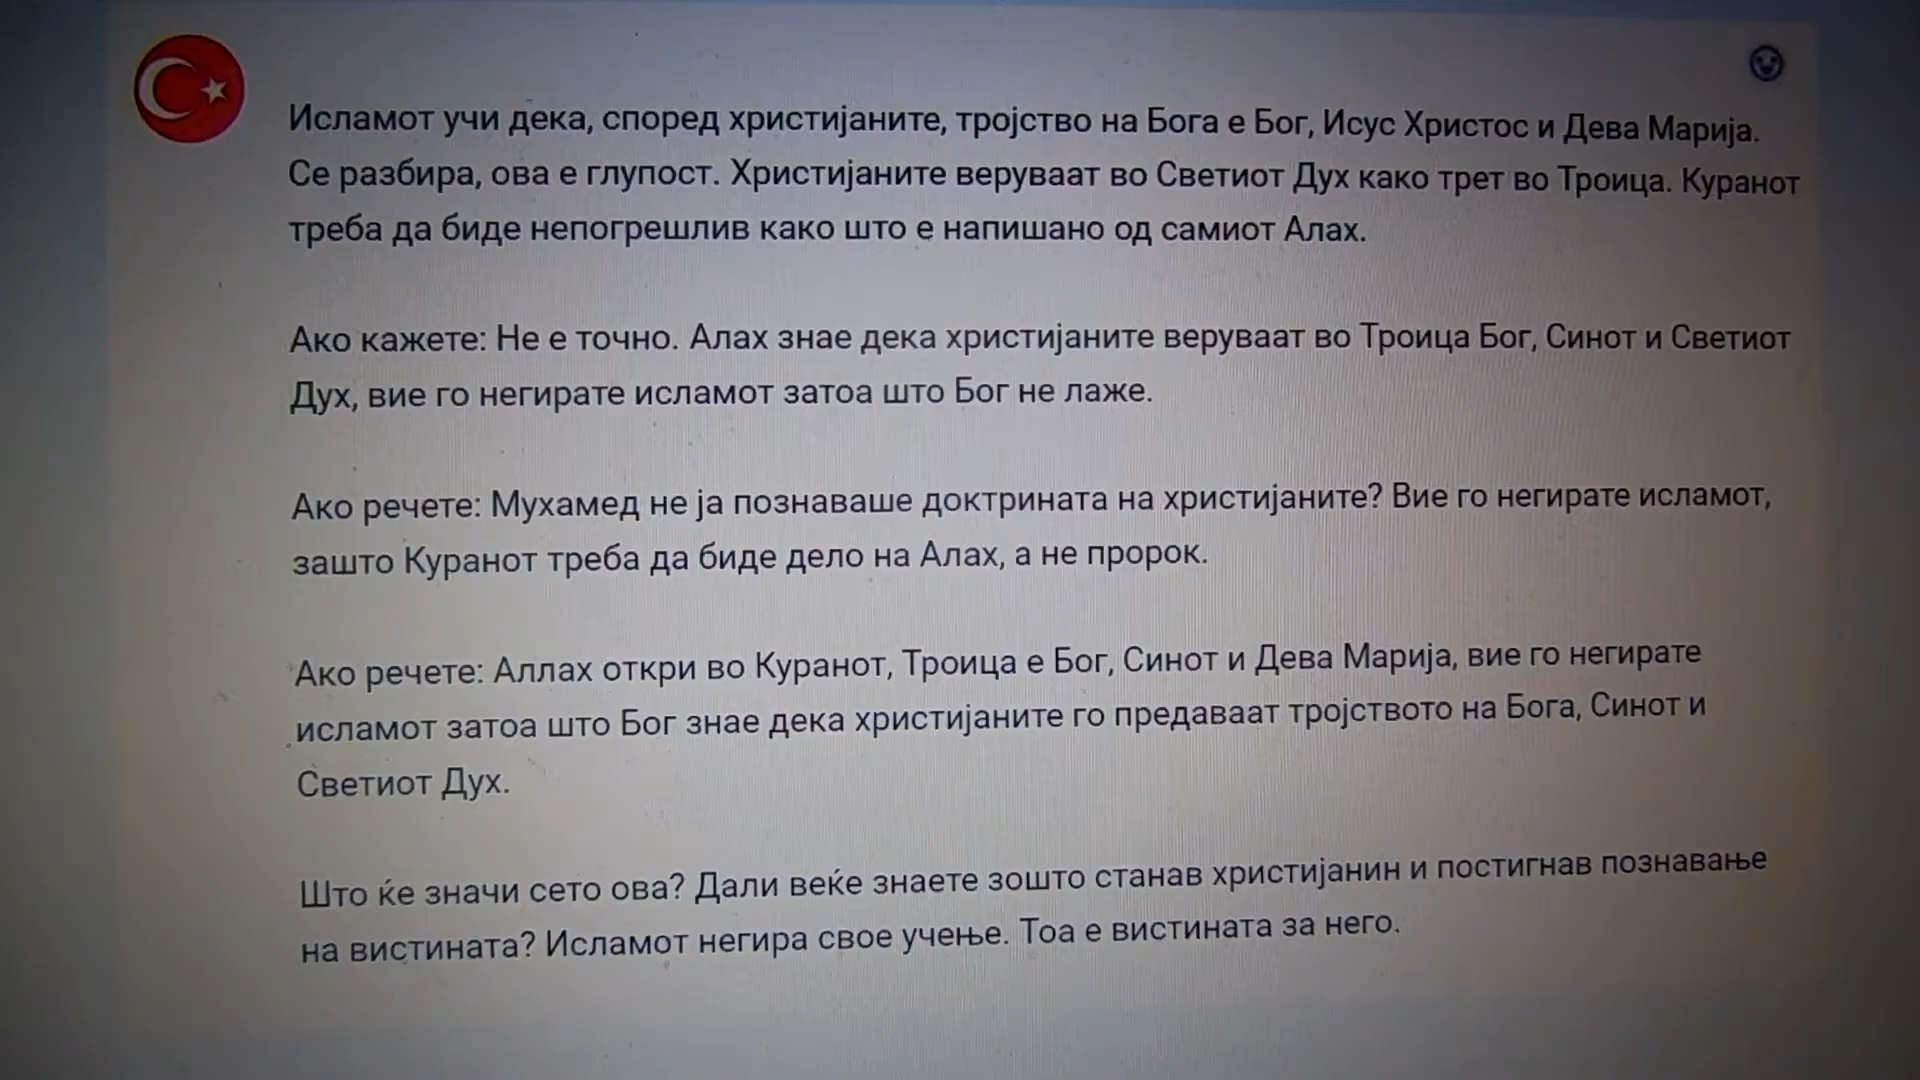 Исламот учи дека, според христијаните, тројство на Бога е Бог, Исус Христос и Дева Марија.
Се разбира, ова е глупост. Христијаните веруваат во Светиот Дух како трет во Троица. Куранот
треба да биде непогрешлив како што е напишано од самиот Алах.
Ако кажете: Не е точно. Алах знае дека христијаните веруваат во Троица Бог, Синот и Светиот
Дух, вие го негирате исламот затоа што Бог не лаже.
Ако речете: Мухамед не ја познаваше доктрината на христијаните? Вие го негирате исламот,
зашто Куранот треба да биде дело на Алах, а не пророк.
Ако речете: Аллах откри во Куранот, Троица е Бог, Синот и Дева Марија, вие го негирате
исламот затоа што Бог знае дека христијаните го предаваат тројството на Бога, Синот и
Светиот Дух.
Што ќе значи сето ова? Дали веќе знаете зошто станав христијанин и постигнав познавање
на вистината? Исламот негира свое учење. Тоа е вистината за него.